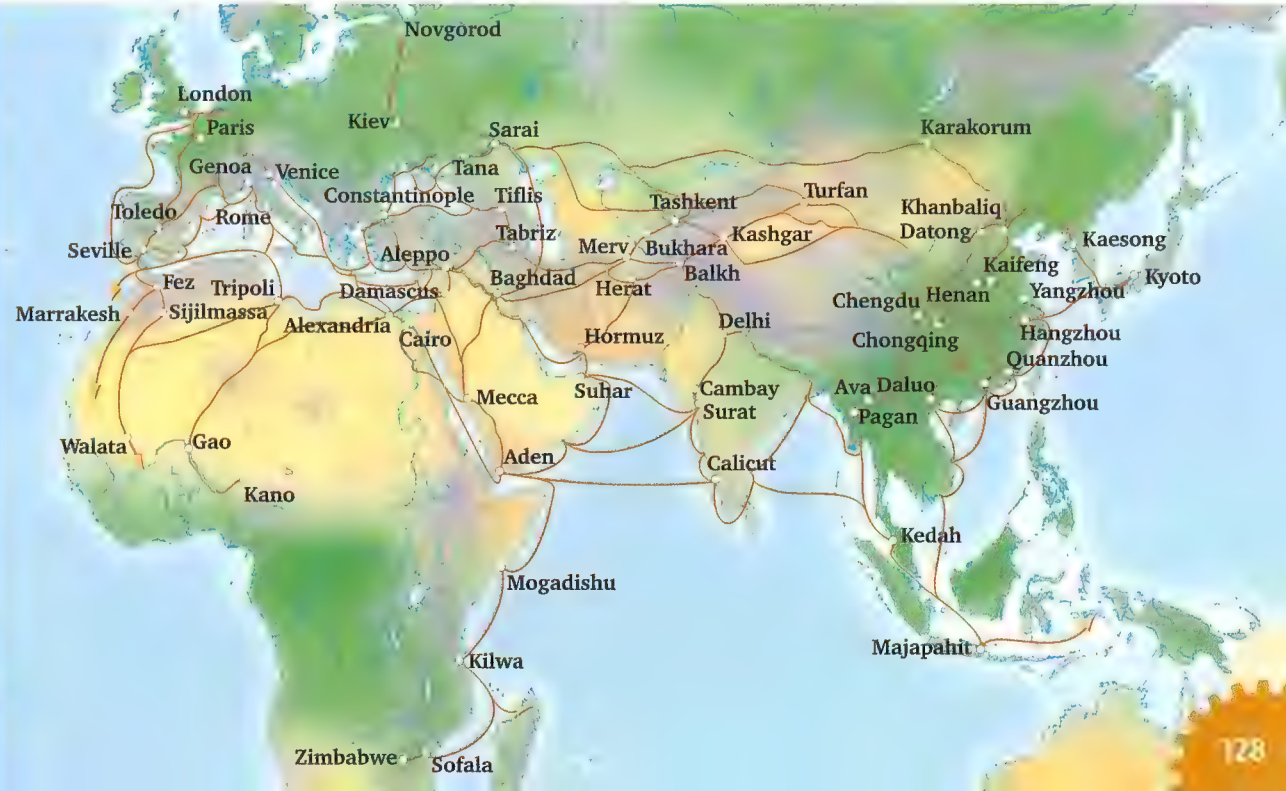 Novgorod
London
Kiev
Paris
Sarai
Karakorum
Genoa
Venice
Tana
Constantinople
Tiflis
Turfan
Tashkent
Toledo
Rome
Khanbaliq
Datong
Tabriz
Merv
Bukhara
Kashgar
Kaesong
Seville
Aleppo
Kaifeng
Baghdad
Balkh
Kyoto
Fez
Tripoli
Damascus
Herat
Chengdu
Henan
Yangzhou
Marrakesh
Sijilmassa
Alexandria
Cairo
Delhi
Hormuz
Chongqing
Hangzhou
Quanzhou
Mecca
Suhar
Cambay
Surat
Ava
Daluo
Pagan
Guangzhou
Walata
Gao
Aden
Calicut
Kano
Kedah
Mogadishu
Majapahit
Kilwa
Zimbabwe
Sofala
128